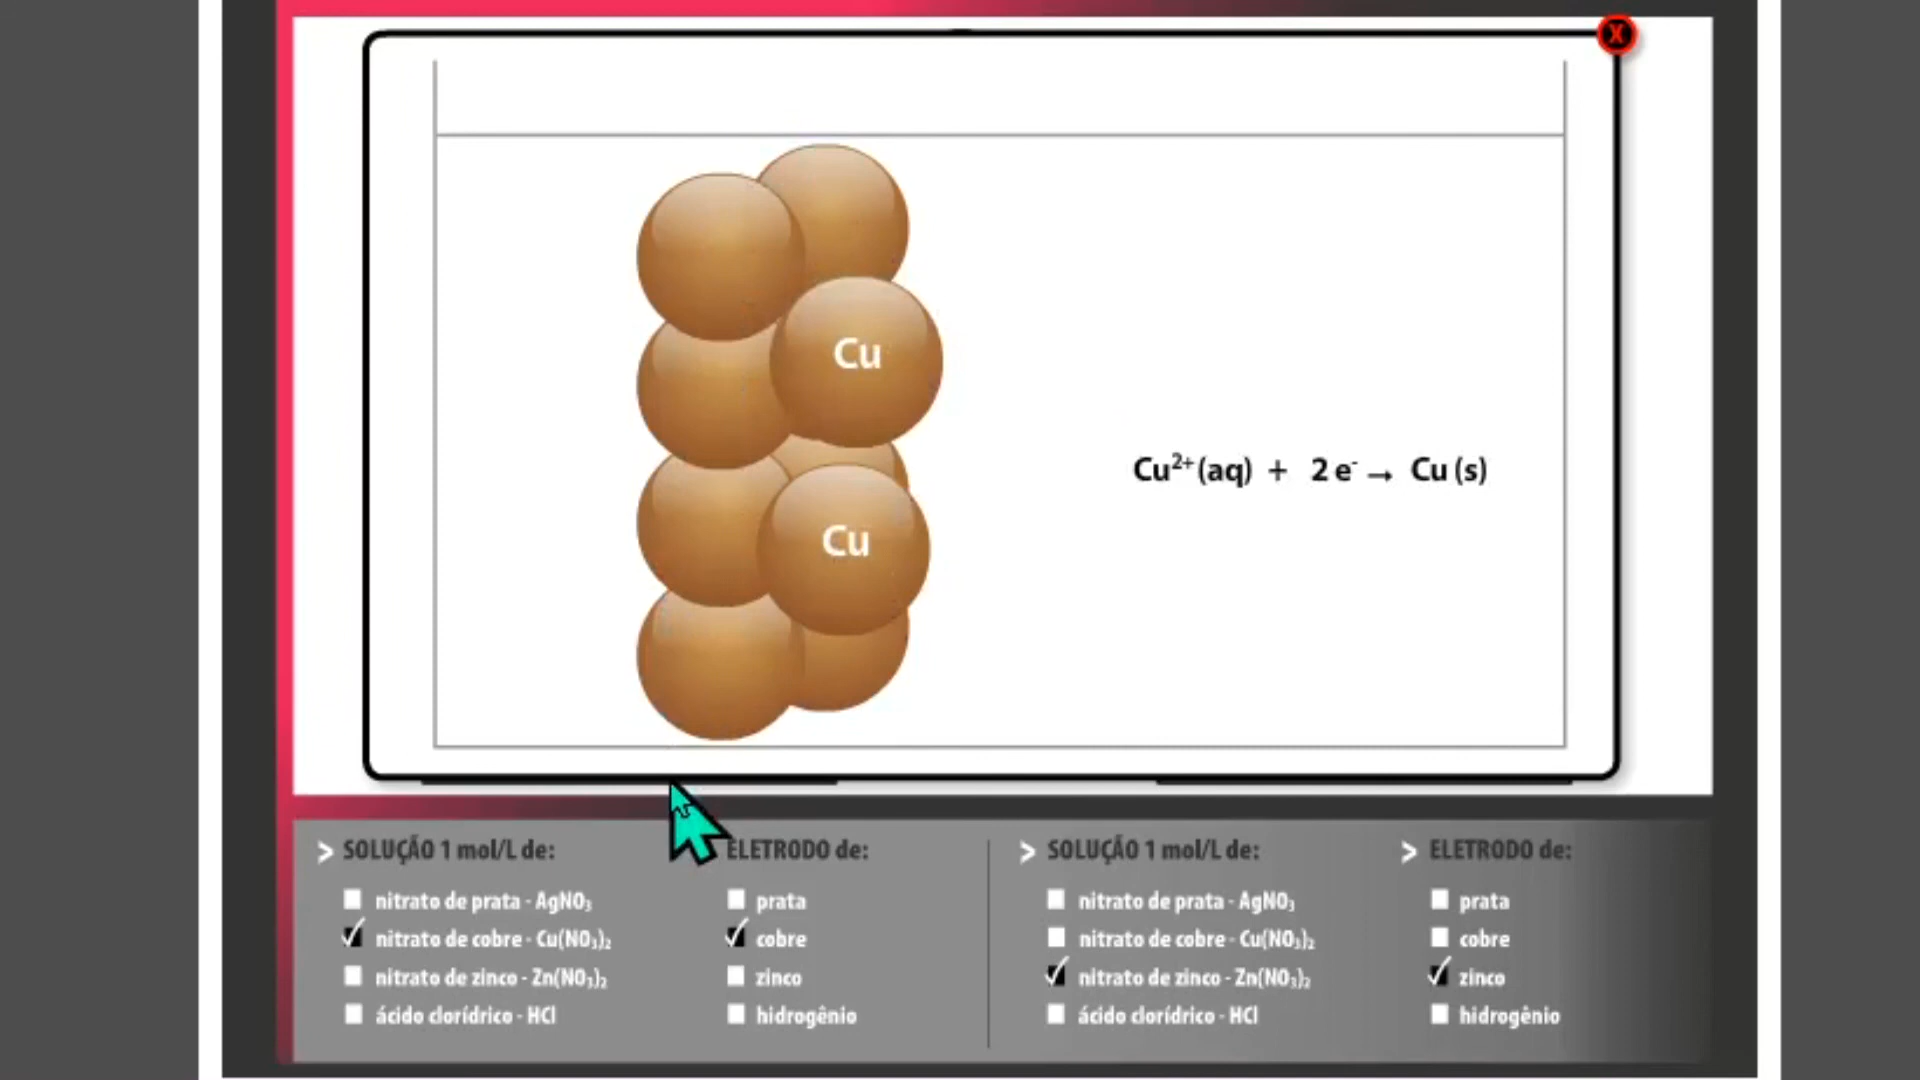 X
Cu
Cu²⁺(aq) + 2 e⁻ → Cu (s)
Cu
> SOLUÇÃO 1 mol/L de:
nitrato de prata - AgNO₃
nitrato de cobre - Cu(NO₃)₂
nitrato de zinco - Zn(NO₃)₂
ácido clorídrico - HCl
ELETRODO de:
prata
cobre
zinco
hidrogênio
> SOLUÇÃO 1 mol/L de:
nitrato de prata - AgNO₃
nitrato de cobre - Cu(NO₃)₂
nitrato de zinco - Zn(NO₃)₂
ácido clorídrico - HCl
> ELETRODO de:
prata
cobre
zinco
hidrogênio